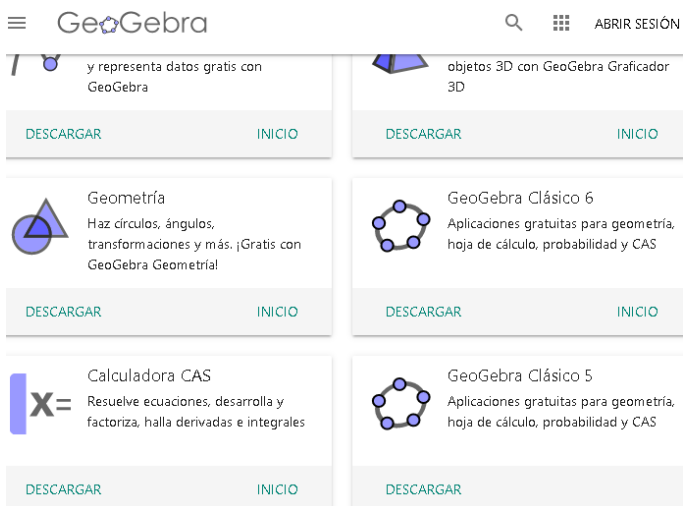 GeoGebra
ABRIR SESIÓN
y representa datos gratis con
GeoGebra
DESCARGAR INICIO
objetos 3D con GeoGebra Graficador
3D
DESCARGAR INICIO
Geometría
Haz círculos, ángulos,
transformaciones y más. ¡Gratis con
GeoGebra Geometría!
DESCARGAR INICIO
GeoGebra Clásico 6
Aplicaciones gratuitas para geometría,
hoja de cálculo, probabilidad y CAS
DESCARGAR INICIO
Calculadora CAS
Resuelve ecuaciones, desarrolla y
factoriza, halla derivadas e integrales
X=
DESCARGAR INICIO
GeoGebra Clásico 5
Aplicaciones gratuitas para geometría,
hoja de cálculo, probabilidad y CAS
DESCARGAR